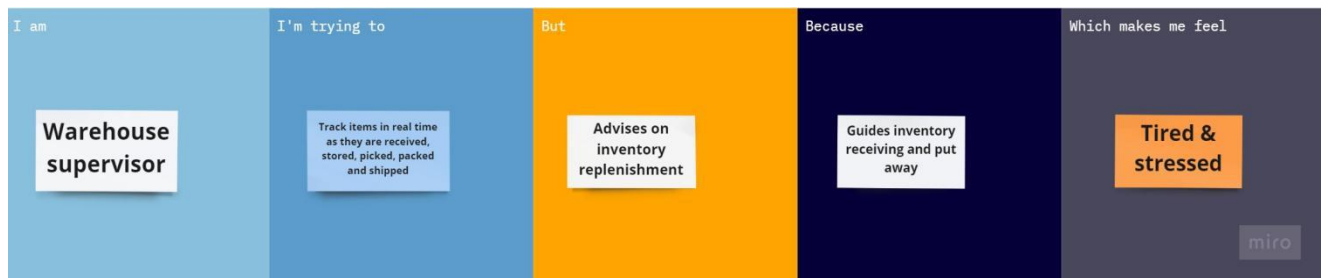 I am
Warehouse
supervisor
I'm trying to
Track items in real time
as they are received,
stored, picked, packed
and shipped
But
Advises on
inventory
replenishment
Because
Guides inventory
receiving and put
away
Which makes me feel
Tired &
stressed
miro